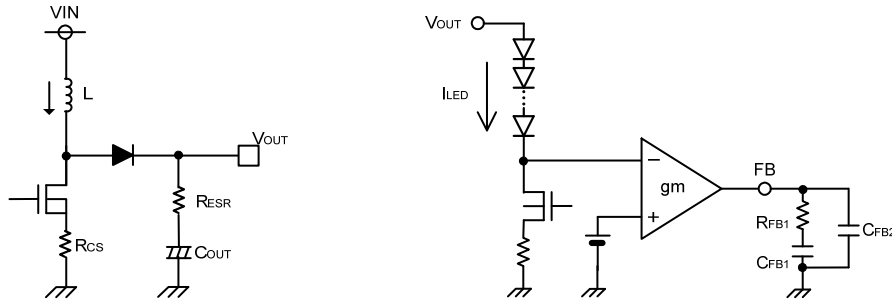 VIN
L
VOUT
RESR
RCS
COUT
VOUT
ILED
−
gm
+
FB
RFB1
CFB1
CFB2